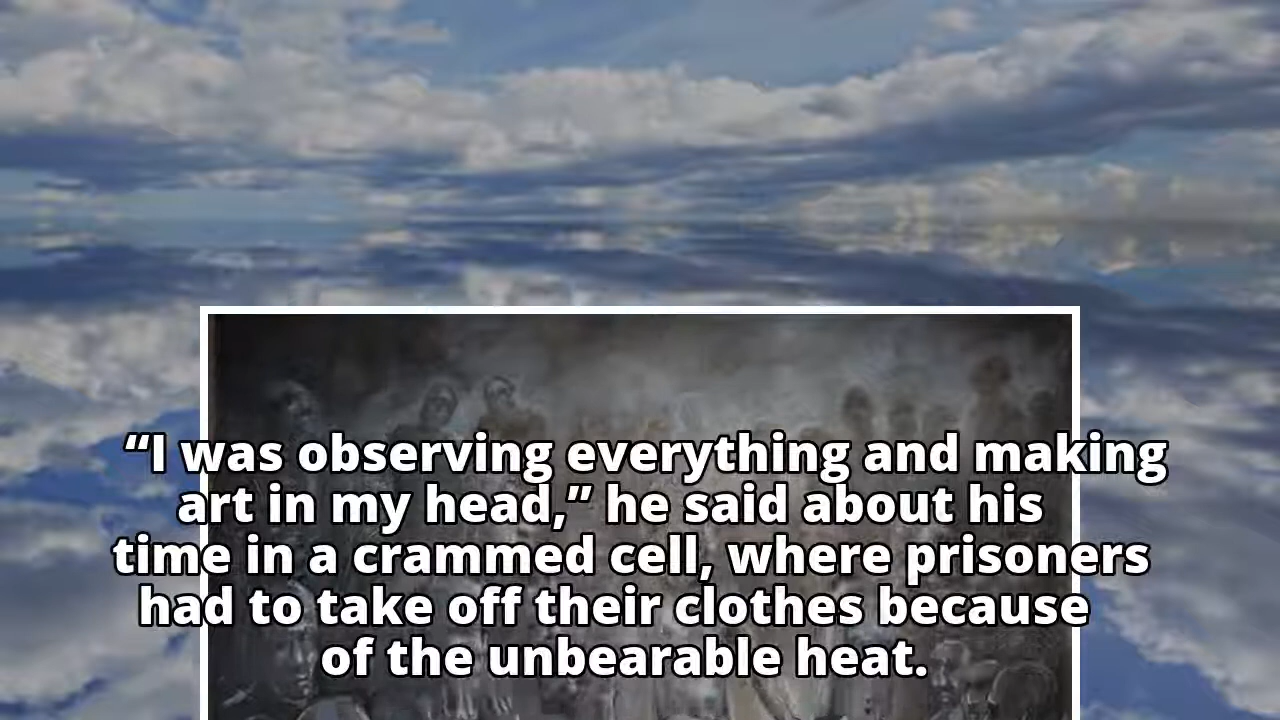 “I was observing everything and making
art in my head,” he said about his
time in a crammed cell, where prisoners
had to take off their clothes because
of the unbearable heat.